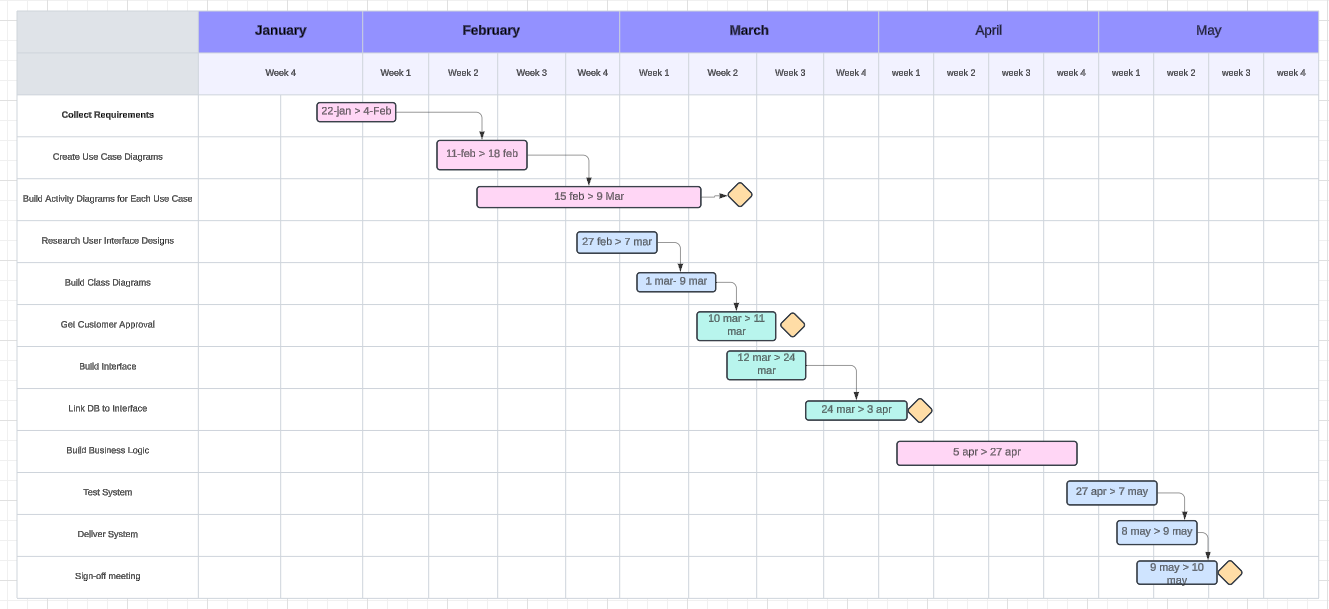 January February March April May
Week 4 Week 1 Week 2 Week 3 Week 4 Week 1 Week 2 Week 3 Week 4 week 1 week 2 week 3 week 4 week 1 week 2 week 3 week 4
Collect Requirements 22-jan > 4-Feb
Create Use Case Diagrams 11-feb > 18 feb
Build Activity Diagrams for Each Use Case 15 feb > 9 Mar
Research User Interface Designs 27 feb > 7 mar
Build Class Diagrams 1 mar- 9 mar
Get Customer Approval 10 mar > 11
mar
Build Interface 12 mar > 24
mar
Link DB to Interface 24 mar > 3 apr
Build Business Logic 5 apr > 27 apr
Test System 27 apr > 7 may
Deliver System 8 may > 9 may
Sign-off meeting 9 may > 10
may